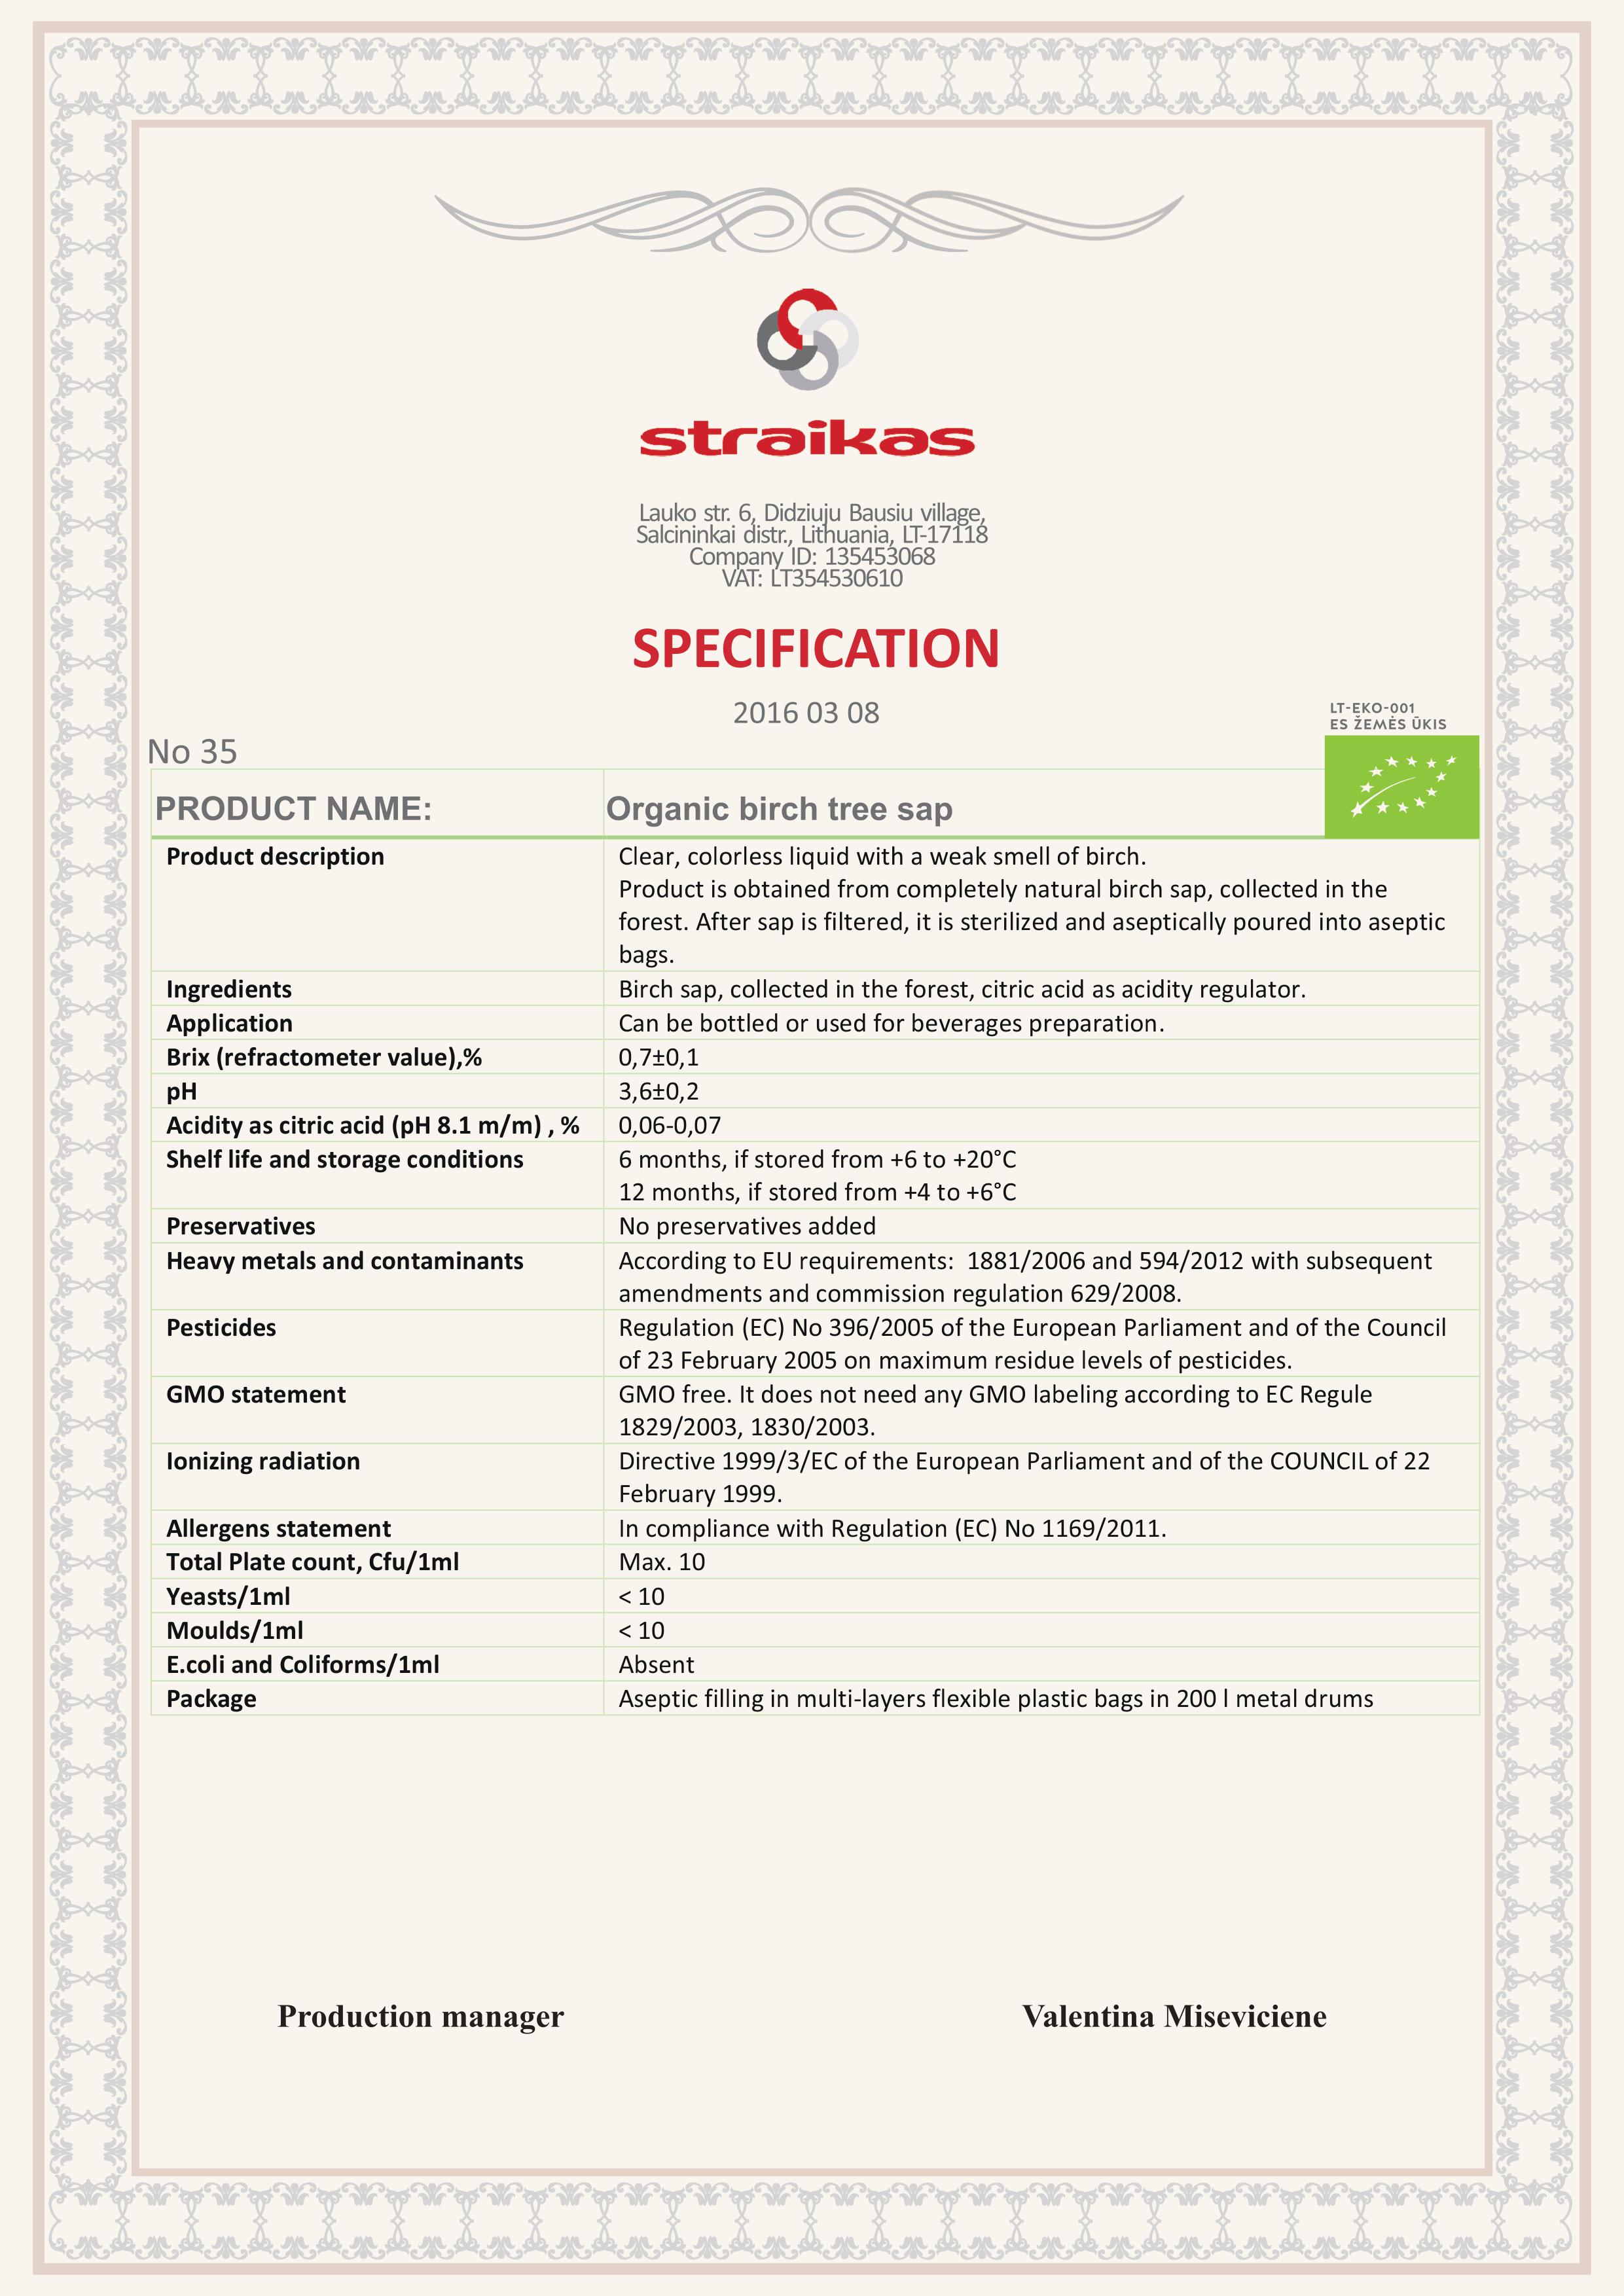 straikas
Lauko str. 6, Didziuju Bausiu village,
Salcininkai distr., Lithuania, LT-17118
Company ID: 135453068
VAT: LT354530610
SPECIFICATION
2016 03 08
LT-EKO-001
ES ŽEMĖS ŪKIS
No 35
PRODUCT NAME: Organic birch tree sap
Product description Clear, colorless liquid with a weak smell of birch.
Product is obtained from completely natural birch sap, collected in the
forest. After sap is filtered, it is sterilized and aseptically poured into aseptic
bags.
Ingredients Birch sap, collected in the forest, citric acid as acidity regulator.
Application Can be bottled or used for beverages preparation.
Brix (refractometer value),% 0,7±0,1
pH 3,6±0,2
Acidity as citric acid (pH 8.1 m/m) , % 0,06-0,07
Shelf life and storage conditions 6 months, if stored from +6 to +20°C
12 months, if stored from +4 to +6°C
Preservatives No preservatives added
Heavy metals and contaminants According to EU requirements:  1881/2006 and 594/2012 with subsequent
amendments and commission regulation 629/2008.
Pesticides Regulation (EC) No 396/2005 of the European Parliament and of the Council
of 23 February 2005 on maximum residue levels of pesticides.
GMO statement GMO free. It does not need any GMO labeling according to EC Regule
1829/2003, 1830/2003.
Ionizing radiation Directive 1999/3/EC of the European Parliament and of the COUNCIL of 22
February 1999.
Allergens statement In compliance with Regulation (EC) No 1169/2011.
Total Plate count, Cfu/1ml Max. 10
Yeasts/1ml < 10
Moulds/1ml < 10
E.coli and Coliforms/1ml Absent
Package Aseptic filling in multi-layers flexible plastic bags in 200 l metal drums
Production manager Valentina Miseviciene